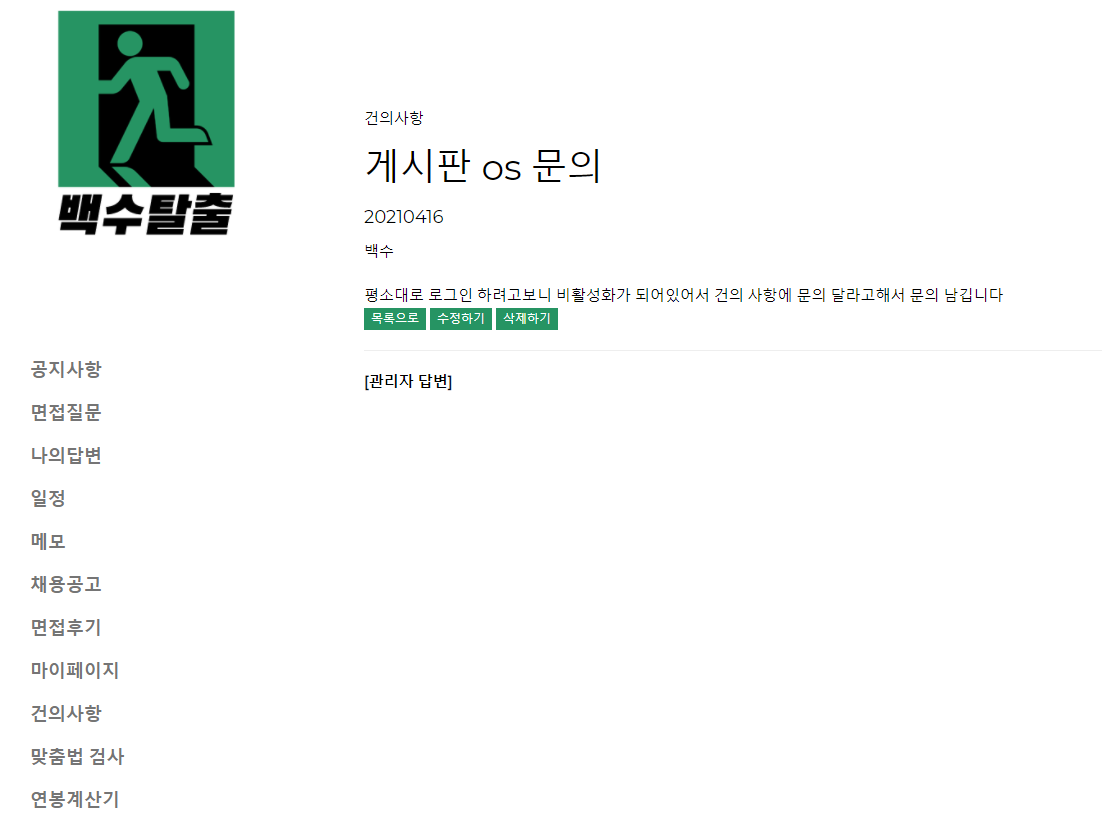 백수탈출
공지사항
면접질문
나의답변
일정
메모
채용공고
면접후기
마이페이지
건의사항
맞춤법 검사
연봉계산기
건의사항
게시판 os 문의
20210416
백수
평소대로 로그인 하려고보니 비활성화가 되어있어서 건의 사항에 문의 달라고해서 문의 남깁니다
목록으로 수정하기 삭제하기
[관리자 답변]